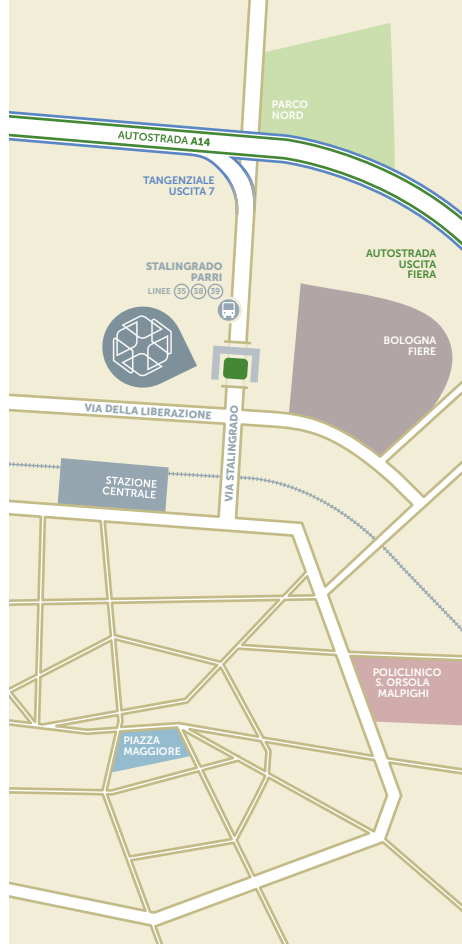 PARCO
NORD
AUTOSTRADA A14
TANGENZIALE
USCITA 7
AUTOSTRADA
USCITA
FIERA
STALINGRADO
PARRI
LINEE 35 38 39
BOLOGNA
FIERE
VIA DELLA LIBERAZIONE
VIA STALINGRADO
STAZIONE
CENTRALE
POLICLINICO
S. ORSOLA
MALPIGHI
PIAZZA
MAGGIORE